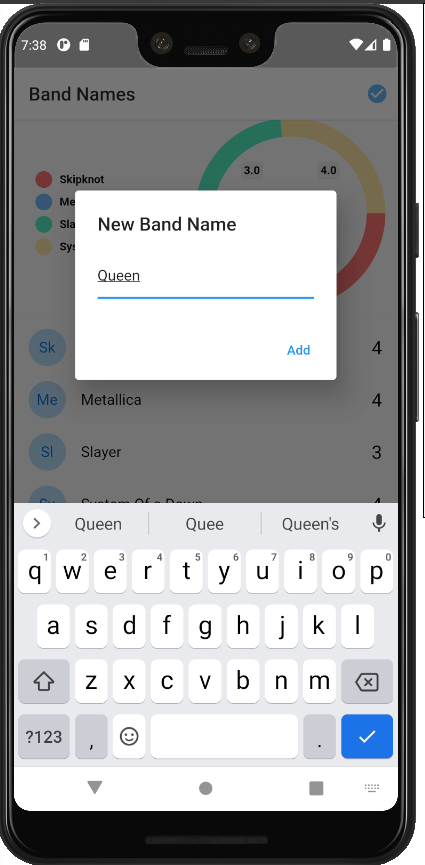 7:38
Band Names
3.0 4.0
Skipknot
Me
Sla
Sys
New Band Name
Queen
Add
Sk 4
Me Metallica 4
Sl Slayer 3
System Of a Down 4
Queen Quee Queen's
1 2 3 4 5 6 7 8 9 0
q w e r t y u i o p
a s d f g h j k l
z x c v b n m
?123 , .